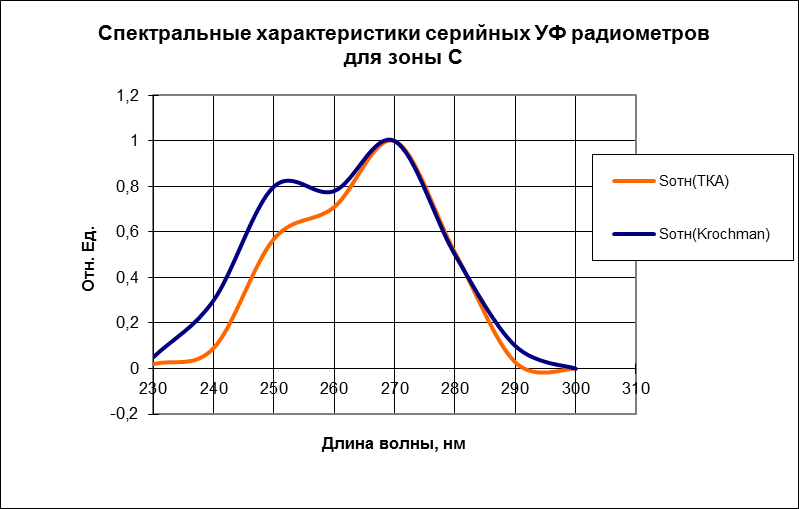 Спектральные характеристики серийных УФ радиометров
для зоны С
1,2
1
0,8
0,6
0,4
0,2
0
-0,2
230 240 250 260 270 280 290 300 310
Отн. Ед.
Длина волны, нм
Sотн(ТКА)
Sотн(Krochman)